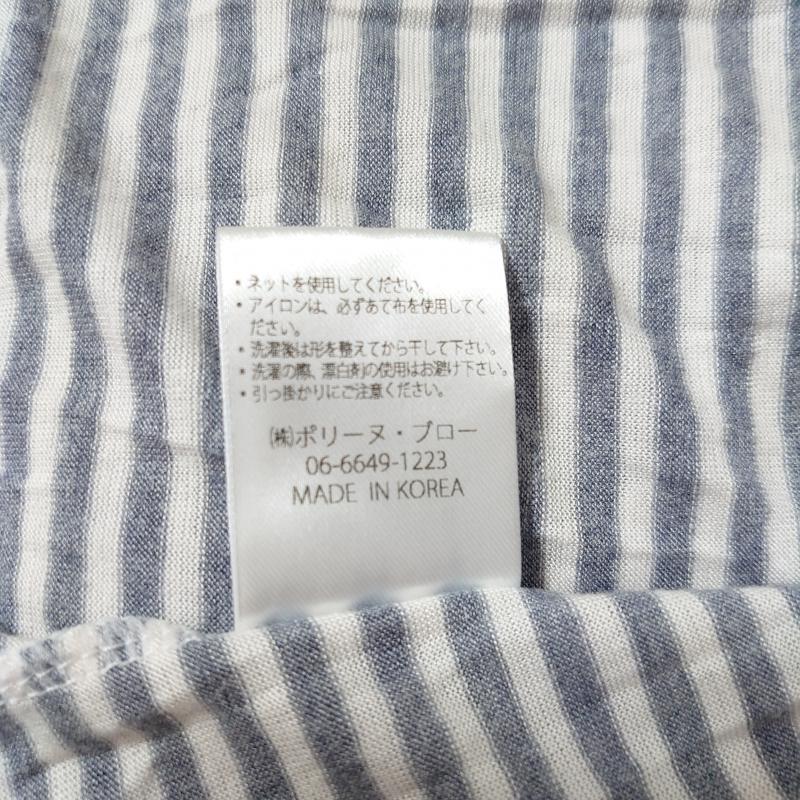 ・ネットを使用してください。
・アイロンは、必ずあて布を使用してく
ださい。
・洗濯後は形を整えてから干して下さい。
・洗濯の際、漂白剤の使用はお避け下さい。
・引っ掛かりにご注意ください。
㈱ポリーヌ・ブロー
06-6649-1223
MADE IN KOREA